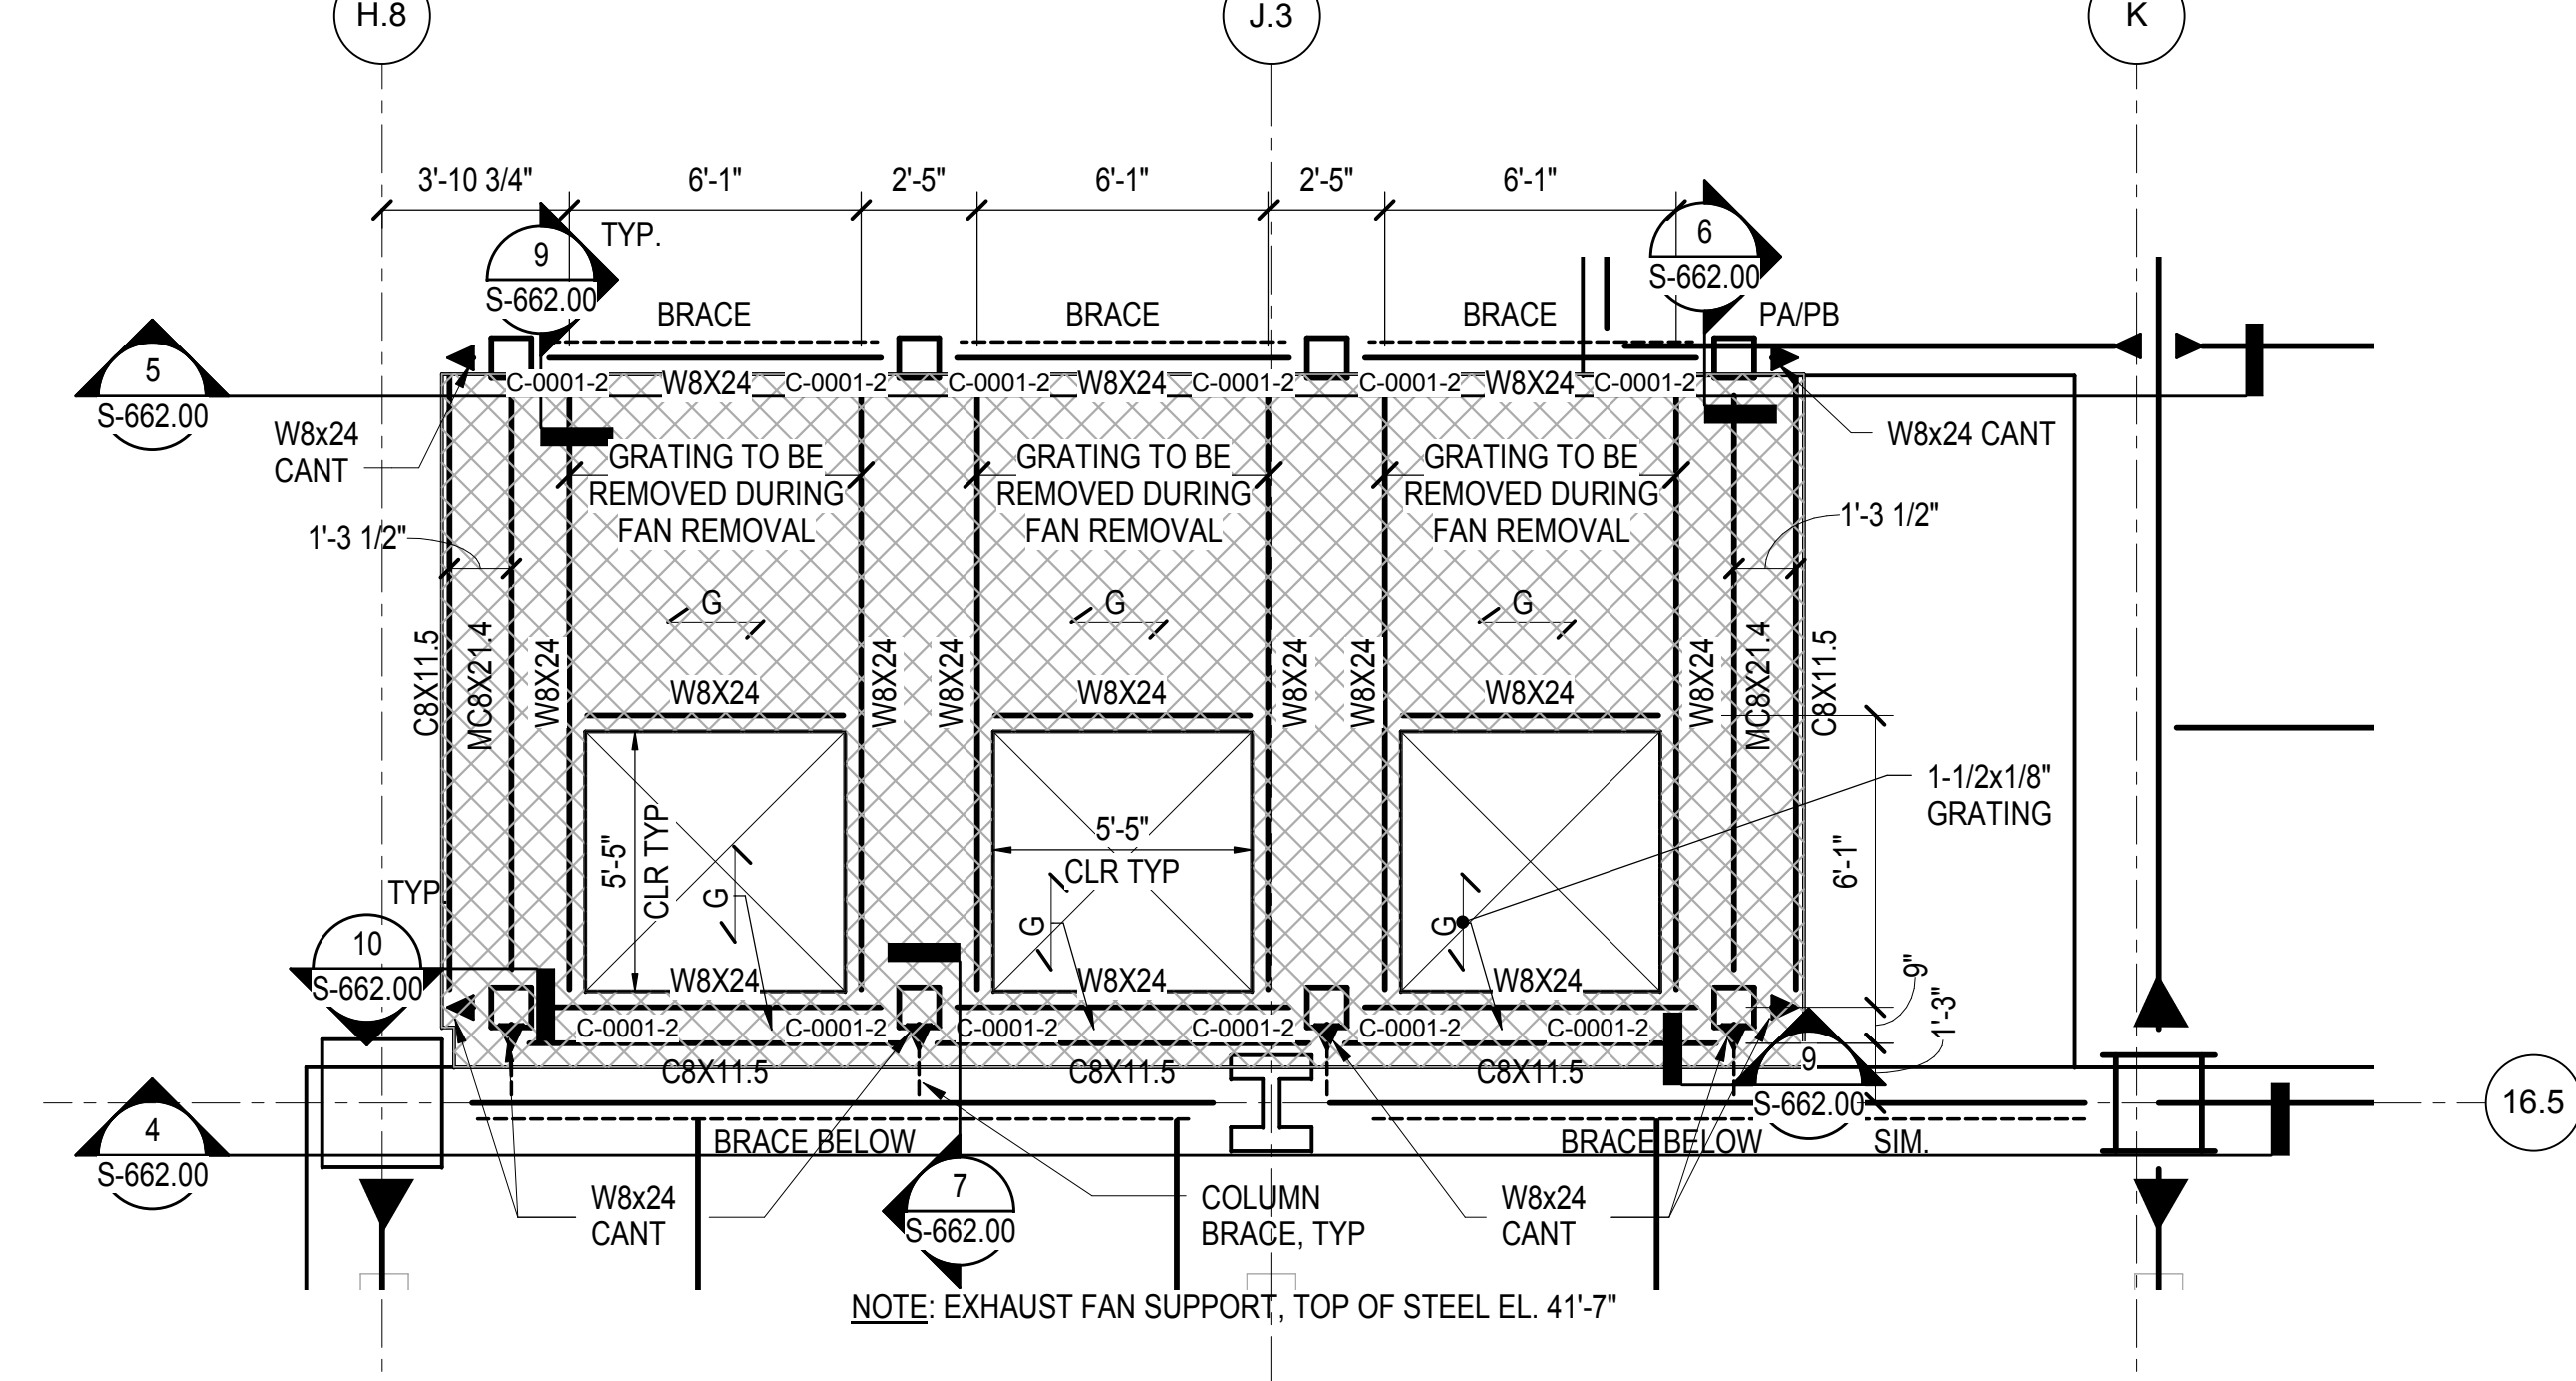 H.8
J.3
K
3'-10 3/4"
6'-1"
2'-5"
6'-1"
2'-5"
6'-1"
9
S-662.00
TYP.
6
S-662.00
BRACE
BRACE
BRACE
PA/PB
5
S-662.00
C-0001-2
W8X24
C-0001-2
C-0001-2
W8X24
C-0001-2
C-0001-2
W8X24
C-0001-2
W8x24
CANT
W8x24 CANT
GRATING TO BE
REMOVED DURING
FAN REMOVAL
GRATING TO BE
REMOVED DURING
FAN REMOVAL
GRATING TO BE
REMOVED DURING
FAN REMOVAL
1'-3 1/2"
1'-3 1/2"
G
G
G
C8X11.5
MC8X21.4
W8X24
W8X24
W8X24
W8X24
W8X24
W8X24
MC8X21.4
C8X11.5
W8X24
W8X24
W8X24
5'-5"
CLR TYP
5'-5"
CLR TYP
1-1/2x1/8"
GRATING
G
G
G
6'-1"
9"
1'-3"
TYP.
10
S-662.00
W8X24
W8X24
W8X24
C-0001-2
C-0001-2
C-0001-2
C-0001-2
C-0001-2
C-0001-2
C8X11.5
C8X11.5
C8X11.5
9
S-662.00
SIM.
16.5
4
S-662.00
BRACE BELOW
BRACE BELOW
W8x24
CANT
7
S-662.00
COLUMN
BRACE, TYP
W8x24
CANT
NOTE: EXHAUST FAN SUPPORT, TOP OF STEEL EL. 41'-7"